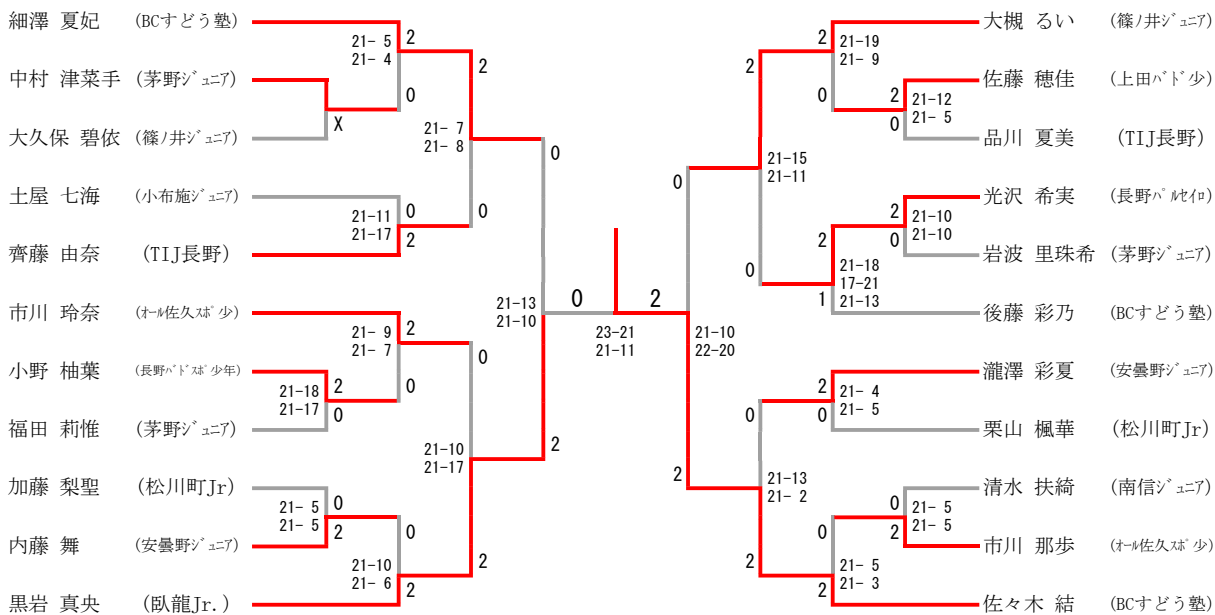 細澤 夏妃 (BCすどう塾)
中村 津菜手 (茅野ジュニア)
大久保 碧依 (篠ノ井ジュニア)
土屋 七海 (小布施ジュニア)
齊藤 由奈 (TIJ長野)
市川 玲奈 (オール佐久スポ少)
小野 柚葉 (長野バドスポ少年)
福田 莉惟 (茅野ジュニア)
加藤 梨聖 (松川町Jr)
内藤 舞 (安曇野ジュニア)
黒岩 真央 (臥龍Jr.)
21- 5 2
21- 4
0
X
21-11 0
21-17 2
21- 9 2
21- 7
0
21-18 2
21-17 0
21- 5 0
21- 5 2
21-10 0
21- 6 2
2
21- 7
21- 8
0
0
21-10
21-17
2
0
21-13
21-10
2
0 2
23-21
21-11
0
21-10
22-20
2
2
21-15
21-11
0
0
21-13
21- 2
2
2 21-19
21- 9
0
2 21-12
0 21- 5
2 21-10
0 21-10
2
21-18
17-21
1 21-13
2 21- 4
0 21- 5
0 21- 5
2 21- 5
0
21- 5
2 21- 3
大槻 るい (篠ノ井ジュニア)
佐藤 穂佳 (上田バド少)
品川 夏美 (TIJ長野)
光沢 希実 (長野パルセイロ)
岩波 里珠希 (茅野ジュニア)
後藤 彩乃 (BCすどう塾)
瀧澤 彩夏 (安曇野ジュニア)
栗山 楓華 (松川町Jr)
清水 扶綺 (南信ジュニア)
市川 那歩 (オール佐久スポ少)
佐々木 結 (BCすどう塾)